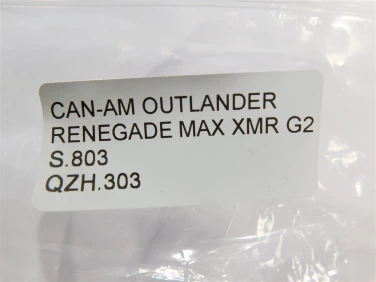 CAN-AM OUTLANDER
RENEGADE MAX XMR G2
S.803
QZH.303